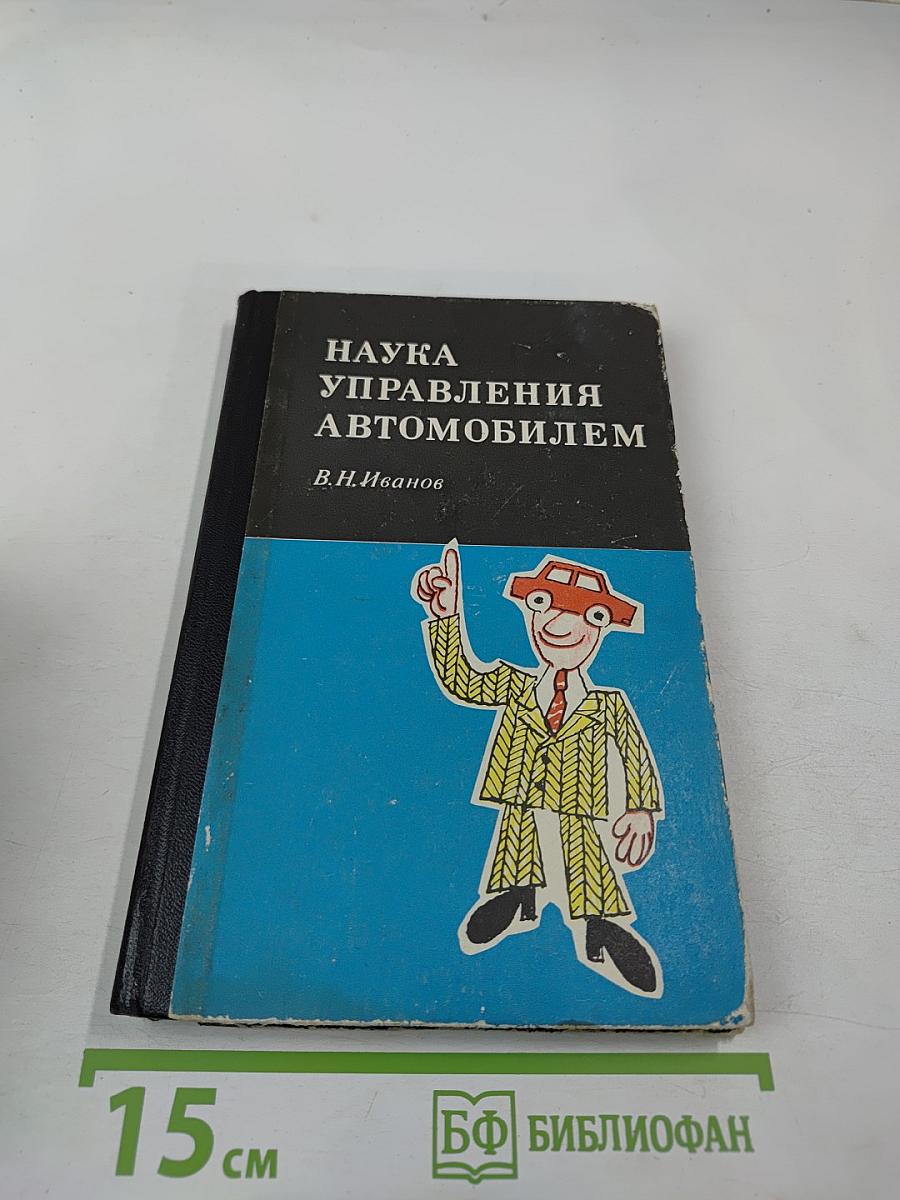 НАУКА
УПРАВЛЕНИЯ
АВТОМОБИЛЕМ
В.Н.Иванов
15 см
БФ БИБЛИОФАН